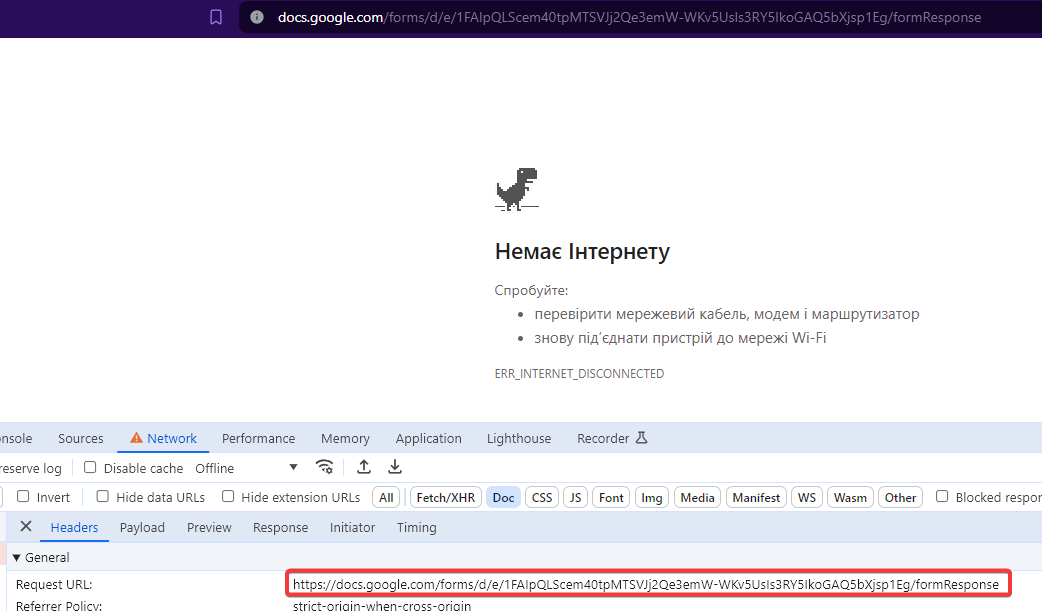 docs.google.com/forms/d/e/1FAIpQLScem40tpMTSVJj2Qe3emW-WKv5UsIs3RY5IkoGAQ5bXjsp1Eg/formResponse
Немає Інтернету
Спробуйте:
• перевірити мережевий кабель, модем і маршрутизатор
• знову під’єднати пристрій до мережі Wi-Fi
ERR_INTERNET_DISCONNECTED
onsole Sources Network Performance Memory Application Lighthouse Recorder
reserve log Disable cache Offline
Invert Hide data URLs Hide extension URLs All Fetch/XHR Doc CSS JS Font Img Media Manifest WS Wasm Other Blocked respon
Headers Payload Preview Response Initiator Timing
General
Request URL: https://docs.google.com/forms/d/e/1FAIpQLScem40tpMTSVJj2Qe3emW-WKv5UsIs3RY5IkoGAQ5bXjsp1Eg/formResponse
Referrer Policy: strict-origin-when-cross-origin